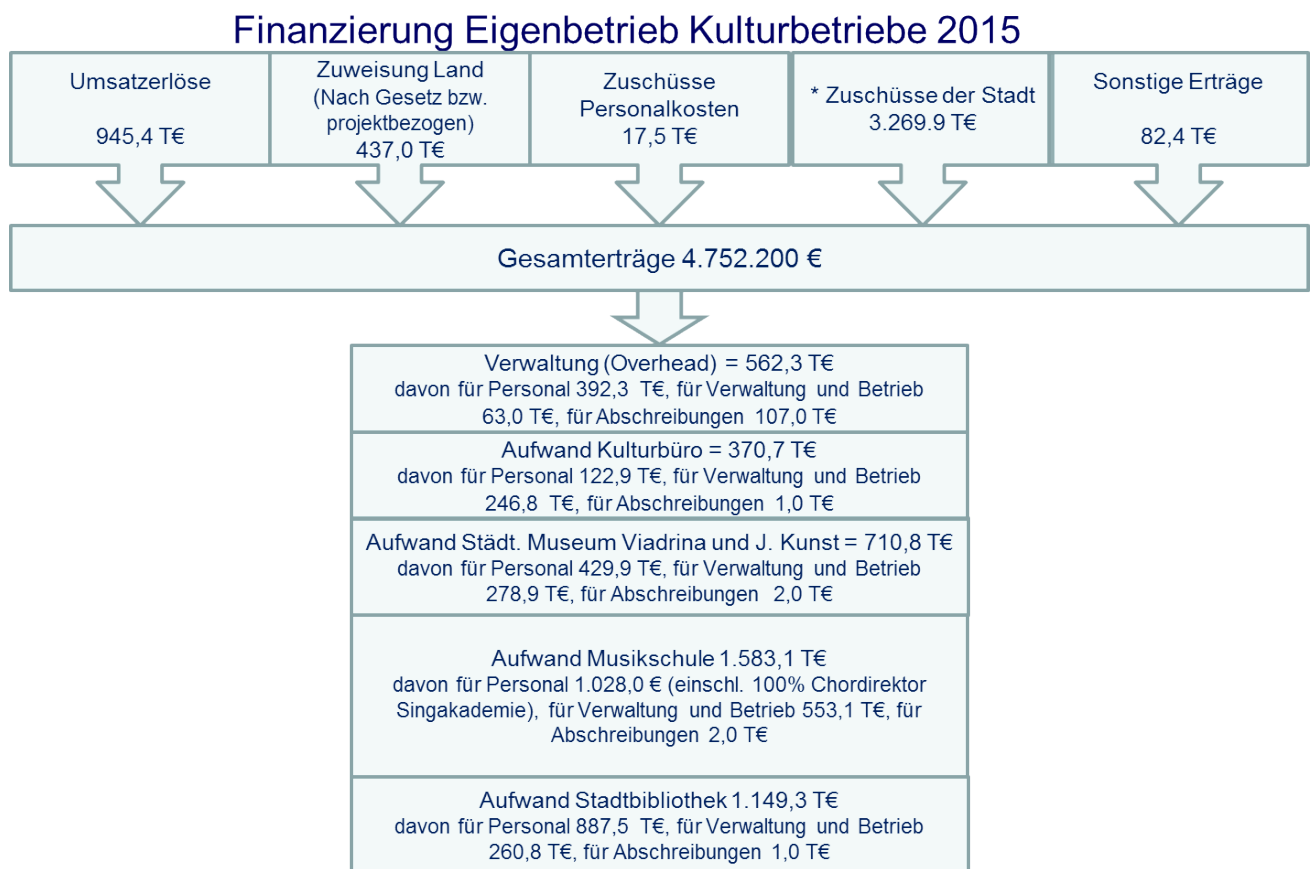 Finanzierung Eigenbetrieb Kulturbetriebe 2015
Umsatzerlöse
945,4 T€
Zuweisung Land
(Nach Gesetz bzw.
projektbezogen)
437,0 T€
Zuschüsse
Personalkosten
17,5 T€
* Zuschüsse der Stadt
3.269.9 T€
Sonstige Erträge
82,4 T€
Gesamterträge 4.752.200 €
Verwaltung (Overhead) = 562,3 T€
davon für Personal 392,3 T€, für Verwaltung und Betrieb
63,0 T€, für Abschreibungen 107,0 T€
Aufwand Kulturbüro = 370,7 T€
davon für Personal 122,9 T€, für Verwaltung und Betrieb
246,8 T€, für Abschreibungen 1,0 T€
Aufwand Städt. Museum Viadrina und J. Kunst = 710,8 T€
davon für Personal 429,9 T€, für Verwaltung und Betrieb
278,9 T€, für Abschreibungen 2,0 T€
Aufwand Musikschule 1.583,1 T€
davon für Personal 1.028,0 € (einschl. 100% Chordirektor
Singakademie), für Verwaltung und Betrieb 553,1 T€, für
Abschreibungen 2,0 T€
Aufwand Stadtbibliothek 1.149,3 T€
davon für Personal 887,5 T€, für Verwaltung und Betrieb
260,8 T€, für Abschreibungen 1,0 T€